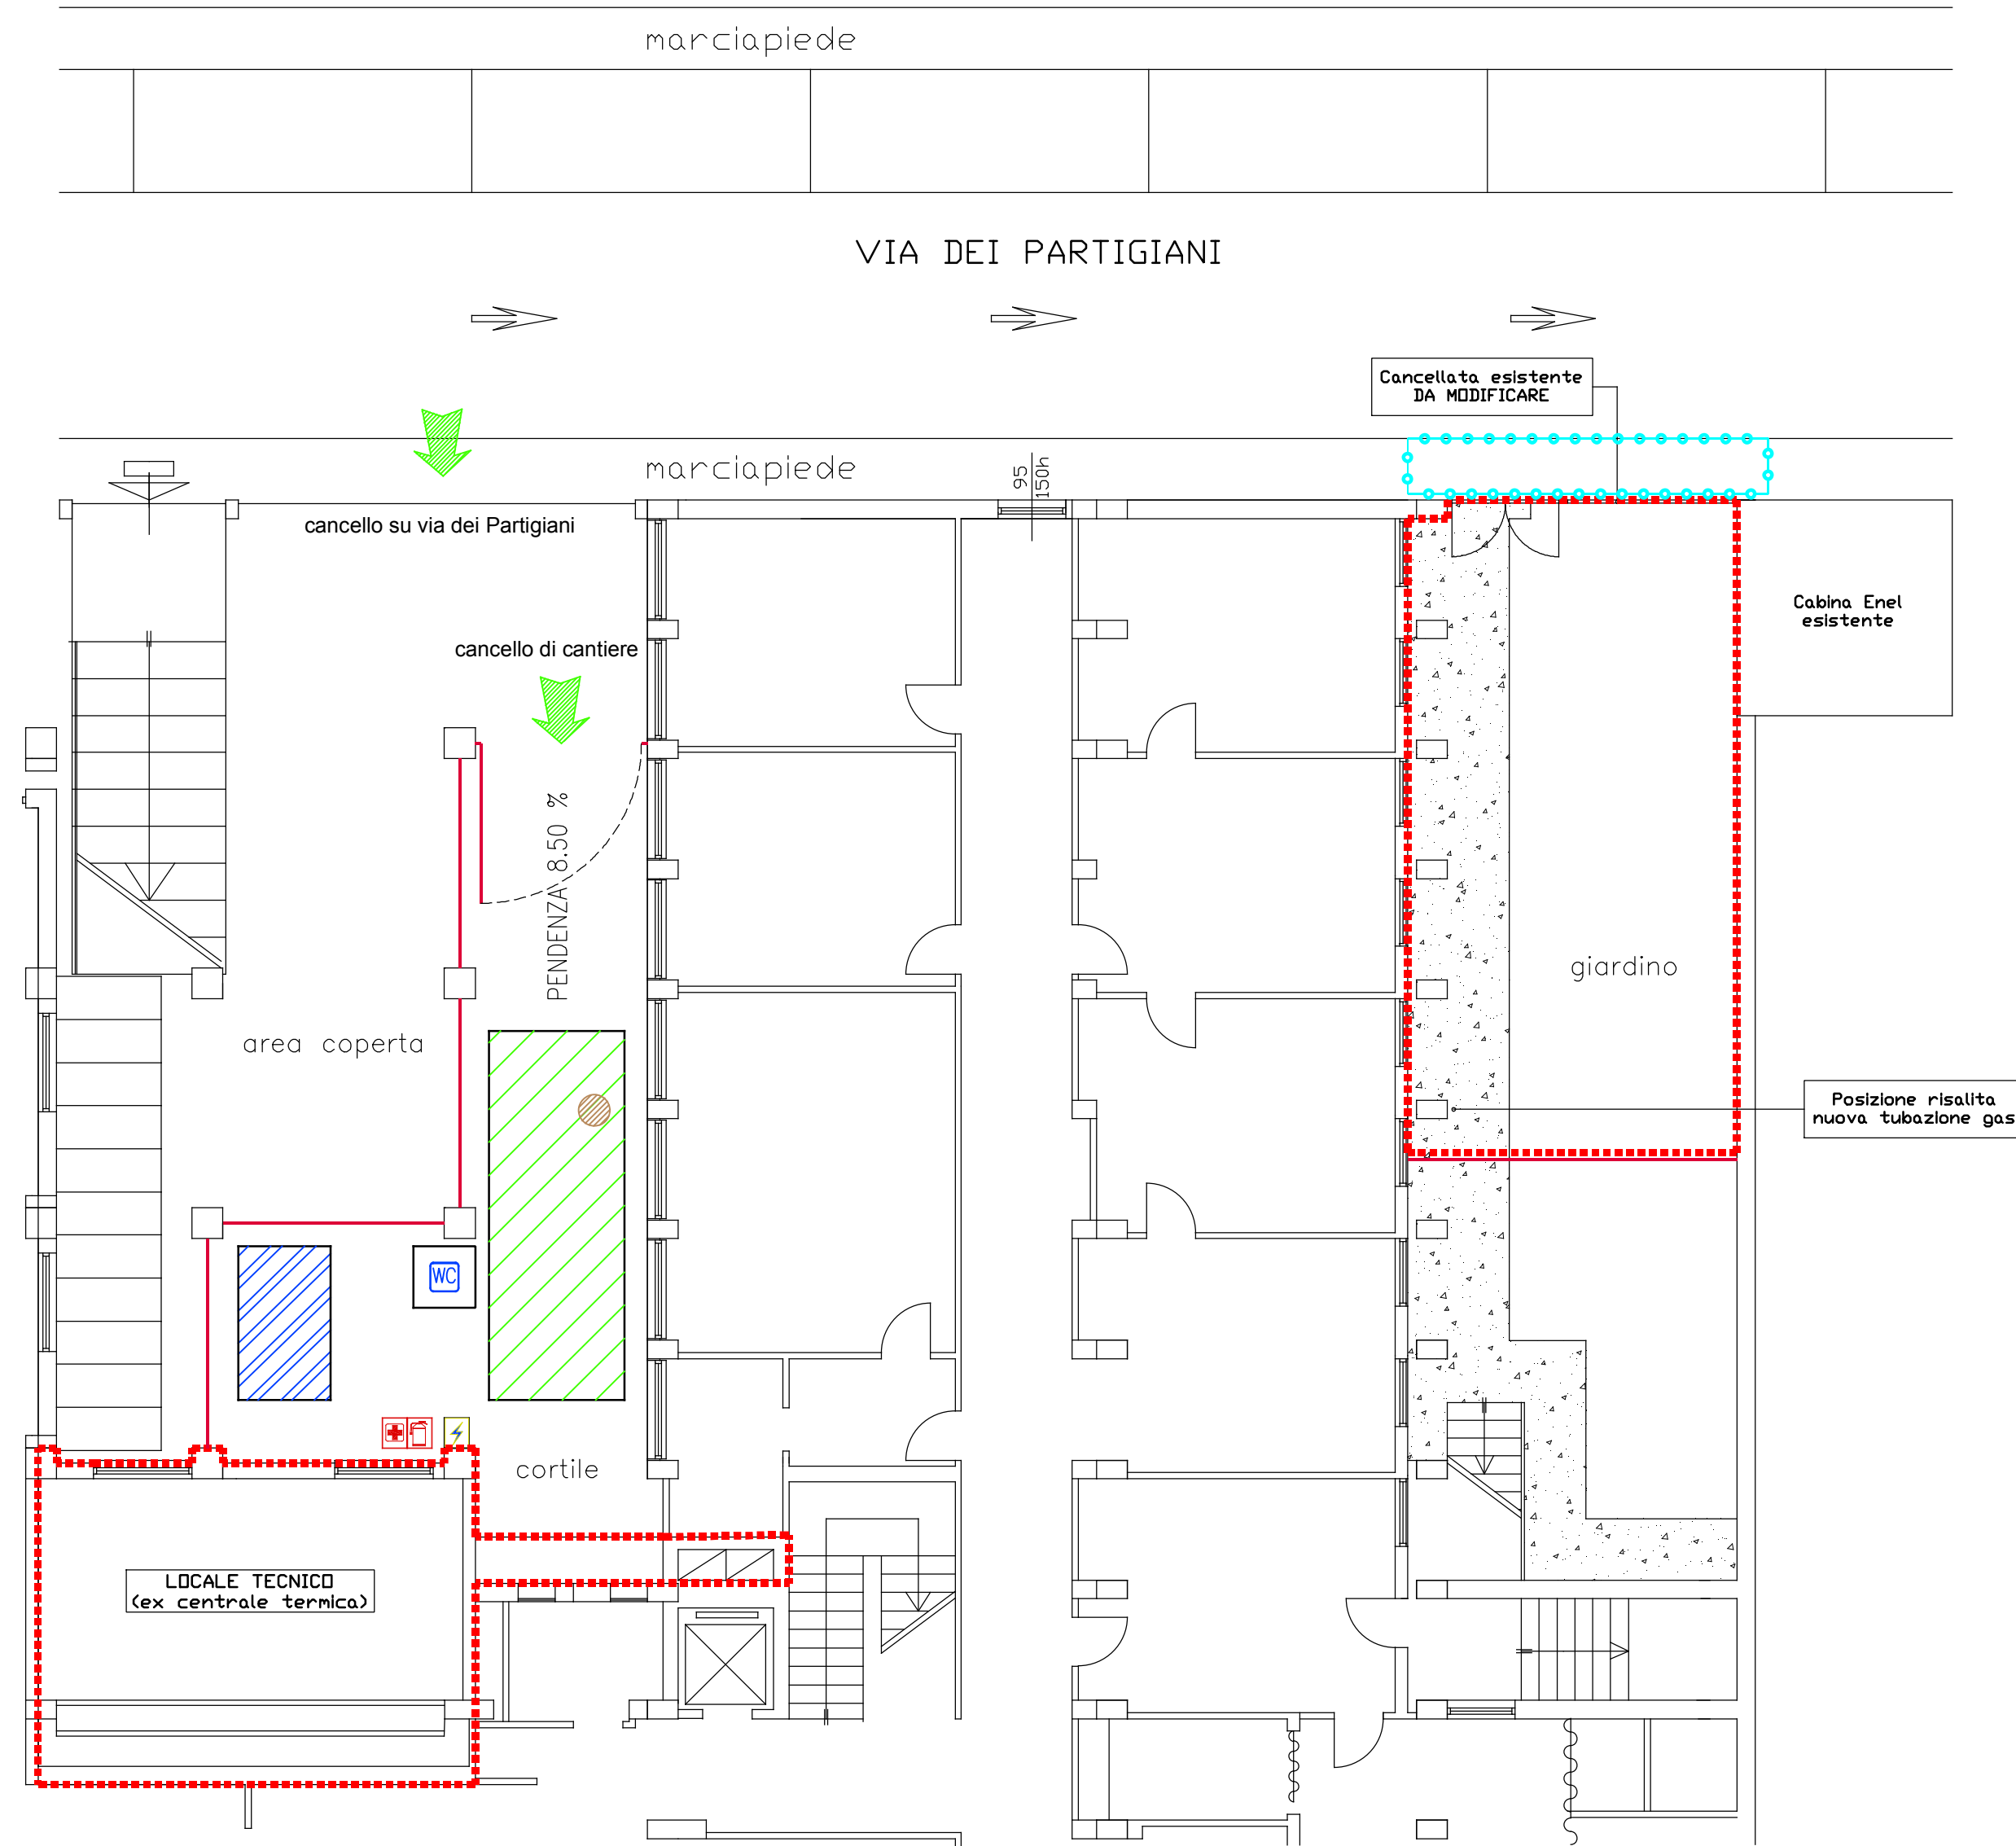 marciapiede
VIA DEI PARTIGIANI
Cancellata esistente
DA MODIFICARE
marciapiede
95
150h
cancello su via dei Partigiani
cancello di cantiere
Cabina Enel
esistente
PENDENZA 8.50 %
giardino
area coperta
Posizione risalita
nuova tubazione gas
WC
cortile
LOCALE TECNICO
(ex centrale termica)